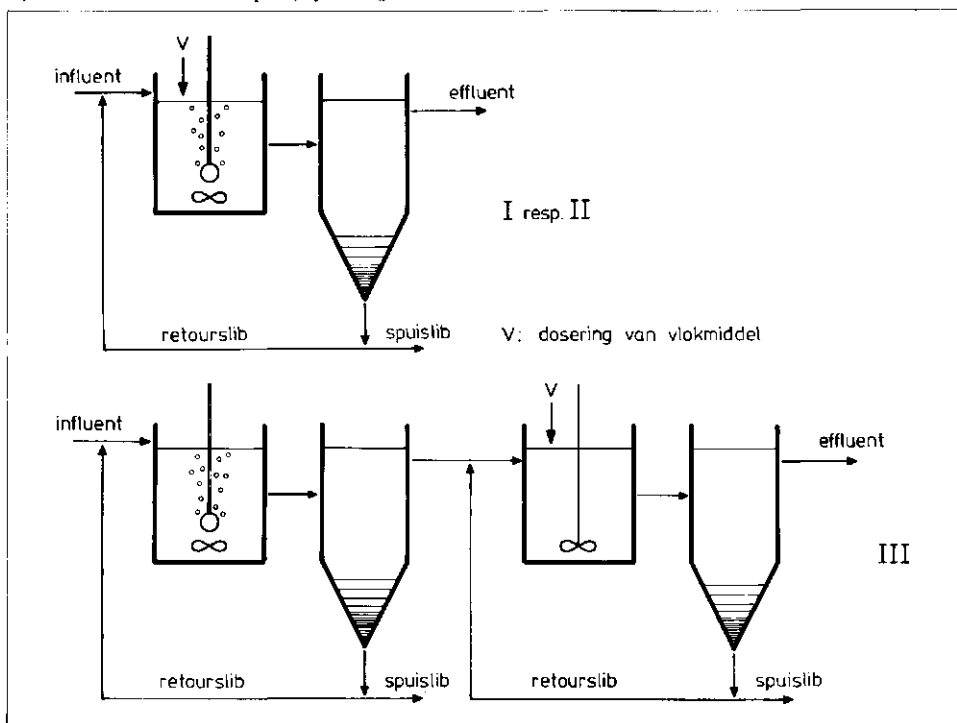 V
influent
effluent
I resp. II
retourslib
spuislib
V: dosering van vlokmiddel
V
influent
effluent
III
retourslib
spuislib
retourslib
spuislib